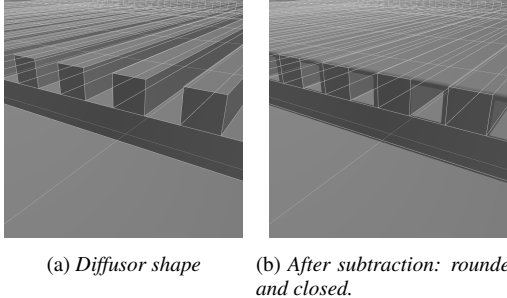 (a) Diffusor shape
(b) After subtraction: rounde
and closed.